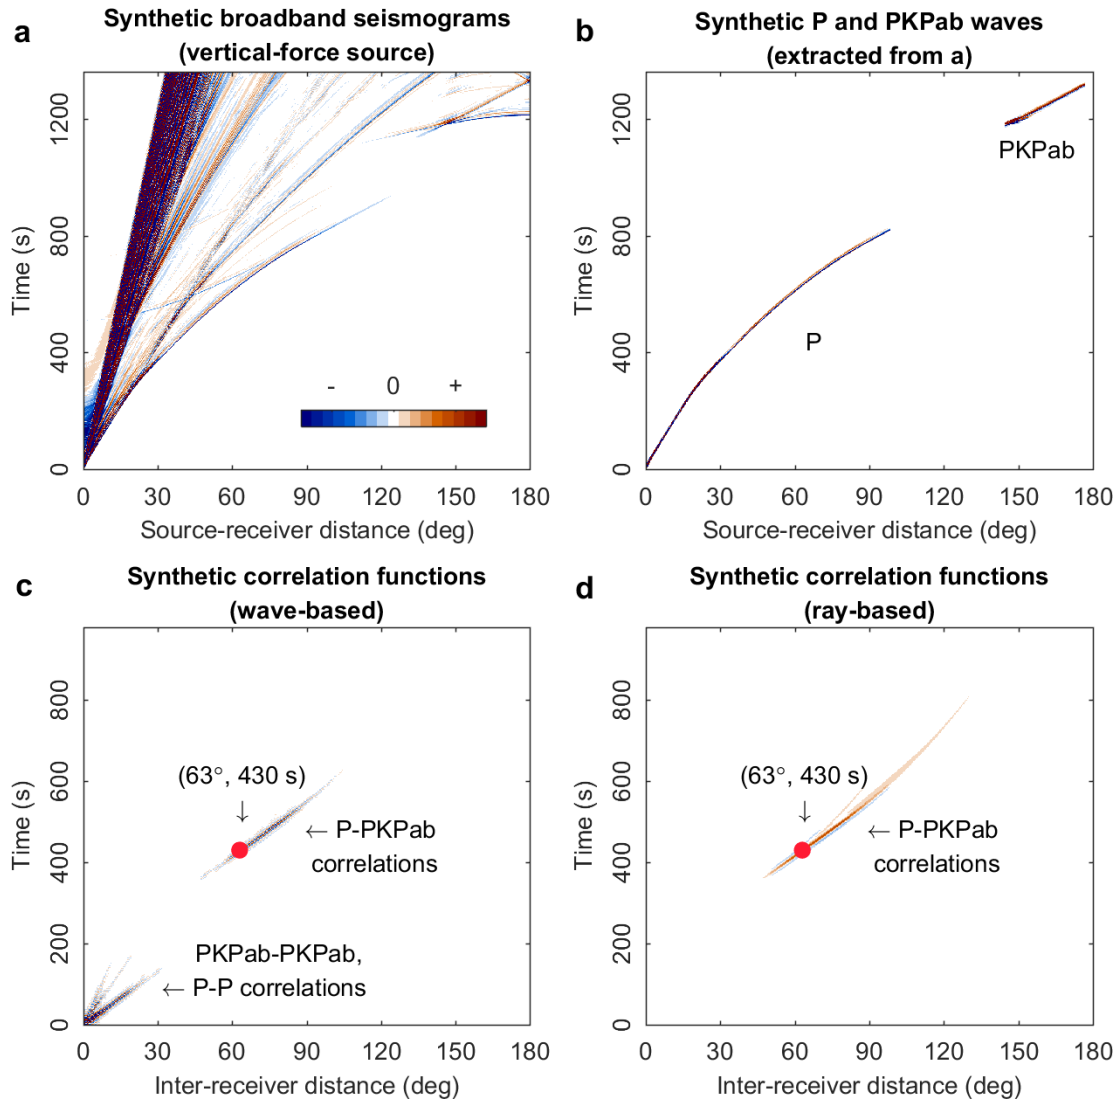 a
Synthetic broadband seismograms
(vertical-force source)
Time (s)
1200
800
400
0
- 0 +
0 30 60 90 120 150 180
Source-receiver distance (deg)
b
Synthetic P and PKPab waves
(extracted from a)
Time (s)
1200
800
400
0
PKPab
P
0 30 60 90 120 150 180
Source-receiver distance (deg)
c
Synthetic correlation functions
(wave-based)
Time (s)
800
600
400
200
0
(63°, 430 s)
↓
← P-PKPab
correlations
PKPab-PKPab,
← P-P correlations
0 30 60 90 120 150 180
Inter-receiver distance (deg)
d
Synthetic correlation functions
(ray-based)
Time (s)
800
600
400
200
0
(63°, 430 s)
↓
← P-PKPab
correlations
0 30 60 90 120 150 180
Inter-receiver distance (deg)